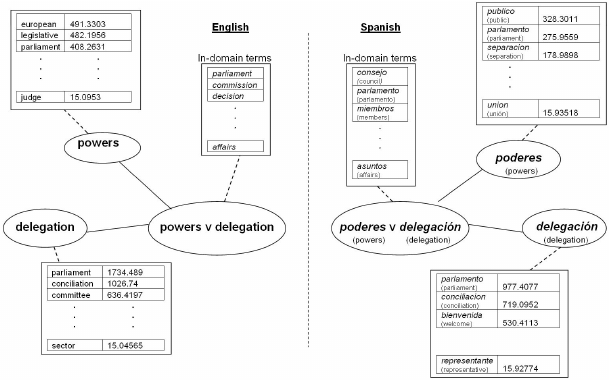 English
Spanish
european 491.3303
legislative 482.1956
parliament 408.2631
judge 15.0953
powers
In-domain terms
parliament
commission
decision
affairs
delegation
powers v delegation
parliament 1734.489
conciliation 1026.74
committee 636.4197
sector 15.04565
In-domain terms
consejo
(council)
parlamento
(parlamento)
miembros
(members)
asuntos
(affairs)
publico
(public) 328.3011
parlamento
(parliament) 275.9559
separacion
(separation) 178.9898
union
(unión) 15.93518
poderes
(powers)
poderes v delegación
(powers) (delegation)
delegación
(delegation)
parlamento
(parliament) 977.4077
conciliacion
(conciliation) 719.0952
bienvenida
(welcome) 530.4113
representante
(representative) 15.92774